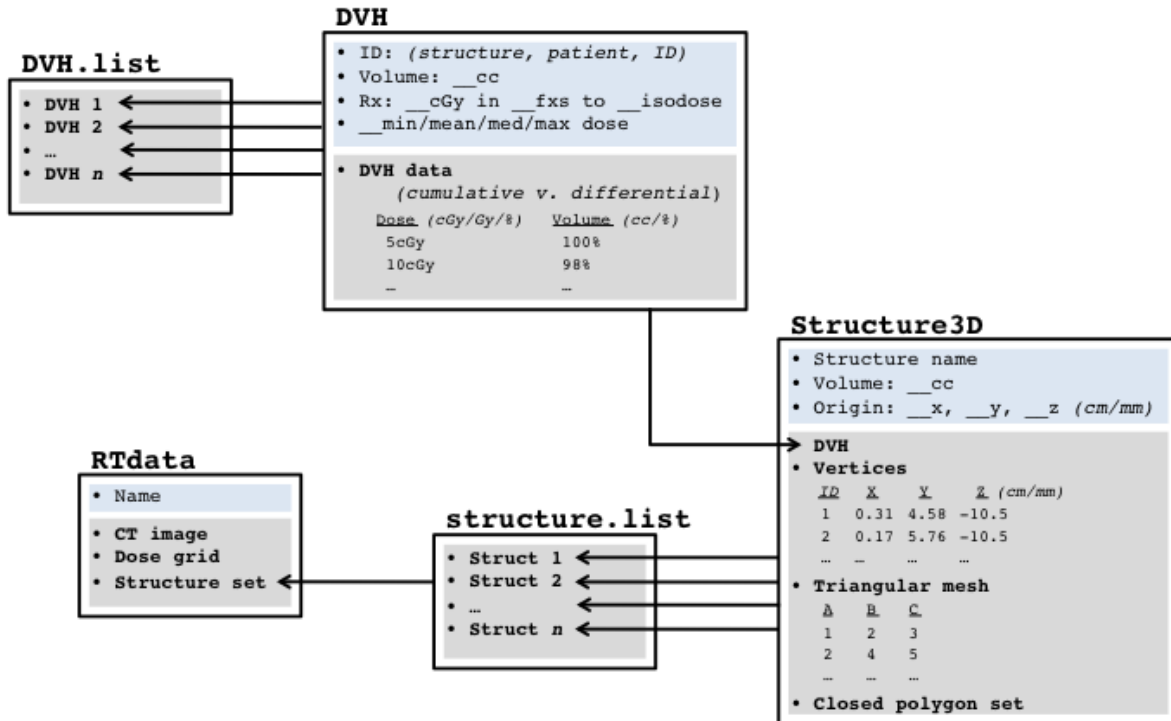 DVH
• ID: (structure, patient, ID)
• Volume: __cc
• Rx: __cGy in __fxs to __isodose
• __min/mean/med/max dose
• DVH data
(cumulative v. differential)
Dose (cGy/Gy/%) Volume (cc/%)
5cGy 100%
10cGy 98%
… …
DVH.list
• DVH 1
• DVH 2
• …
• DVH n
Structure3D
• Structure name
• Volume: __cc
• Origin: __x, __y, __z (cm/mm)
• DVH
• Vertices
ID X Y Z (cm/mm)
1 0.31 4.58 -10.5
2 0.17 5.76 -10.5
… … … …
• Triangular mesh
A B C
1 2 3
2 4 5
… … …
• Closed polygon set
RTdata
• Name
• CT image
• Dose grid
• Structure set
structure.list
• Struct 1
• Struct 2
• …
• Struct n